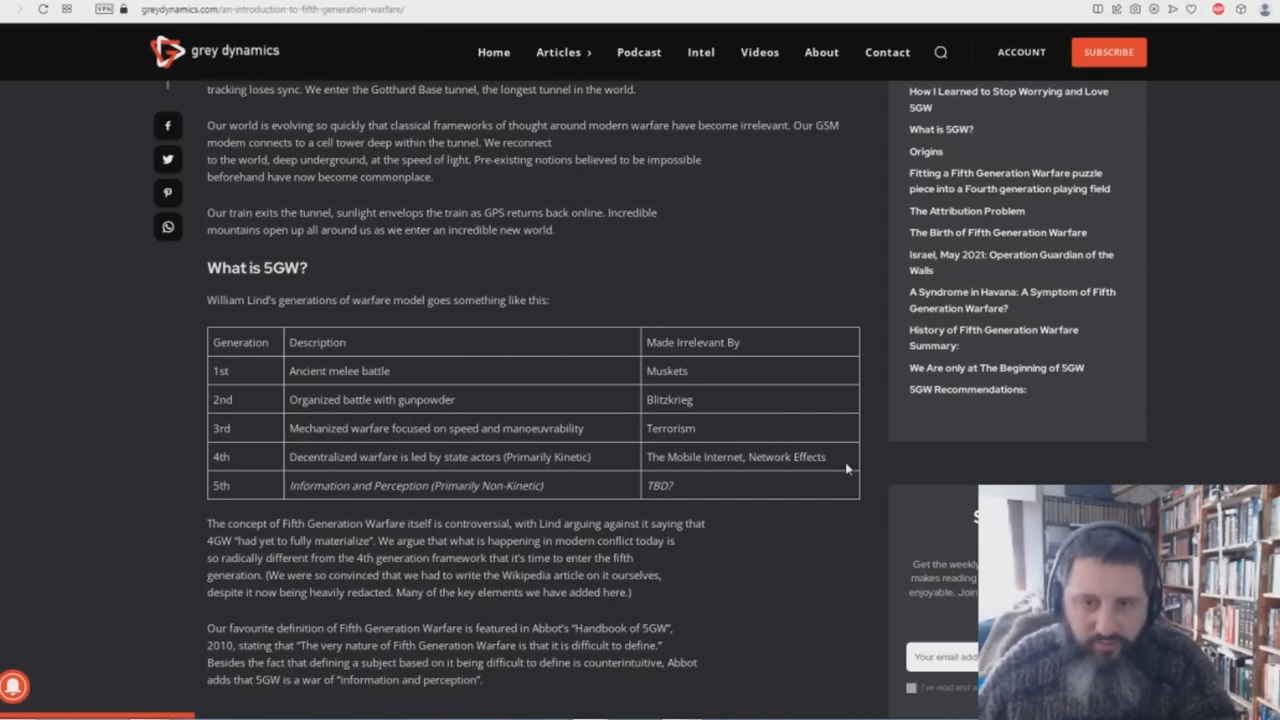 VPN
greydynamics.com/an-introduction-to-fifth-generation-warfare/
grey dynamics
Home
Articles
Podcast
Intel
Videos
About
Contact
ACCOUNT
SUBSCRIBE
tracking loses sync. We enter the Gotthard Base tunnel, the longest tunnel in the world.
Our world is evolving so quickly that classical frameworks of thought around modern warfare have become irrelevant. Our GSM
modem connects to a cell tower deep within the tunnel. We reconnect
to the world, deep underground, at the speed of light. Pre-existing notions believed to be impossible
beforehand have now become commonplace.
Our train exits the tunnel, sunlight envelops the train as GPS returns back online. Incredible
mountains open up all around us as we enter an incredible new world.
What is 5GW?
William Lind's generations of warfare model goes something like this:
Generation Description Made Irrelevant By
1st Ancient melee battle Muskets
2nd Organized battle with gunpowder Blitzkrieg
3rd Mechanized warfare focused on speed and manoeuvrability Terrorism
4th Decentralized warfare is led by state actors (Primarily Kinetic) The Mobile Internet, Network Effects
5th Information and Perception (Primarily Non-Kinetic) TBD?
The concept of Fifth Generation Warfare itself is controversial, with Lind arguing against it saying that
4GW "had yet to fully materialize". We argue that what is happening in modern conflict today is
so radically different from the 4th generation framework that it's time to enter the fifth
generation. (We were so convinced that we had to write the Wikipedia article on it ourselves,
despite it now being heavily redacted. Many of the key elements we have added here.)
Our favourite definition of Fifth Generation Warfare is featured in Abbot's "Handbook of 5GW",
2010, stating that "The very nature of Fifth Generation Warfare is that it is difficult to define."
Besides the fact that defining a subject based on it being difficult to define is counterintuitive, Abbot
adds that 5GW is a war of "information and perception".
How I Learned to Stop Worrying and Love
5GW
What is 5GW?
Origins
Fitting a Fifth Generation Warfare puzzle
piece into a Fourth generation playing field
The Attribution Problem
The Birth of Fifth Generation Warfare
Israel, May 2021: Operation Guardian of the
Walls
A Syndrome in Havana: A Symptom of Fifth
Generation Warfare?
History of Fifth Generation Warfare
Summary:
We Are only at The Beginning of 5GW
5GW Recommendations:
Get the weekly
makes reading
enjoyable. Join
Your email add
I've read and a